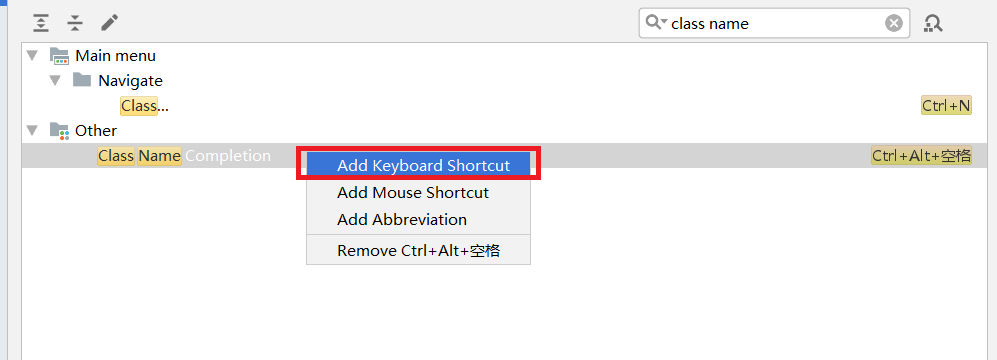 class name
Main menu
Navigate
Class...
Ctrl+N
Other
Class Name Completion
Ctrl+Alt+空格
Add Keyboard Shortcut
Add Mouse Shortcut
Add Abbreviation
Remove Ctrl+Alt+空格